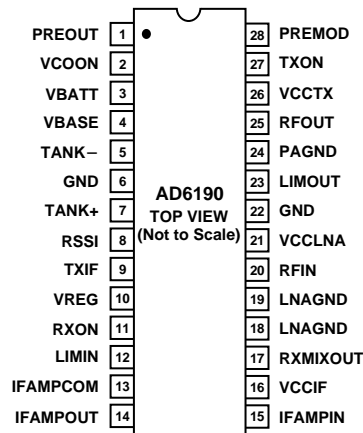 PREOUT 1 28 PREMOD
VCOON 2 27 TXON
VBATT 3 26 VCCTX
VBASE 4 25 RFOUT
TANK− 5 24 PAGND
GND 6 23 LIMOUT
AD6190
TANK+ 7 22 GND
TOP VIEW
RSSI 8 (Not to Scale) 21 VCCLNA
TXIF 9 20 RFIN
VREG 10 19 LNAGND
RXON 11 18 LNAGND
LIMIN 12 17 RXMIXOUT
IFAMPCOM 13 16 VCCIF
IFAMPOUT 14 15 IFAMPIN